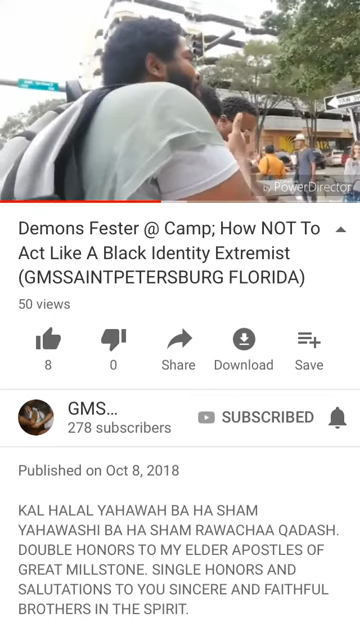 by PowerDirector
Demons Fester @ Camp; How NOT To
Act Like A Black Identity Extremist
(GMSSAINTPETERSBURG FLORIDA)
50 views
8
0
Share
Download
Save
GMS...
278 subscribers
SUBSCRIBED
Published on Oct 8, 2018
KAL HALAL YAHAWAH BA HA SHAM
YAHAWASHI BA HA SHAM RAWACHAA QADASH.
DOUBLE HONORS TO MY ELDER APOSTLES OF
GREAT MILLSTONE. SINGLE HONORS AND
SALUTATIONS TO YOU SINCERE AND FAITHFUL
BROTHERS IN THE SPIRIT.